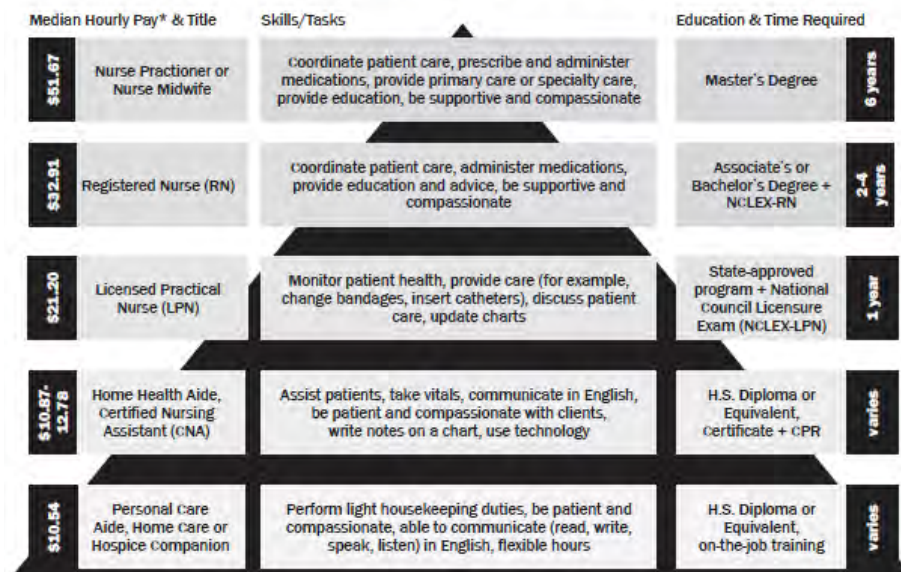 Median Hourly Pay* & Title
Skills/Tasks
Education & Time Required
$51.67
Nurse Practioner or
Nurse Midwife
Coordinate patient care, prescribe and administer
medications, provide primary care or specialty care,
provide education, be supportive and compassionate
Master's Degree
6 years
$32.91
Registered Nurse (RN)
Coordinate patient care, administer medications,
provide education and advice, be supportive and
compassionate
Associate's or
Bachelor's Degree +
NCLEX-RN
2-4
years
$21.20
Licensed Practical
Nurse (LPN)
Monitor patient health, provide care (for example,
change bandages, insert catheters), discuss patient
care, update charts
State-approved
program + National
Council Licensure
Exam (NCLEX-LPN)
1 year
$10.87-
12.78
Home Health Aide,
Certified Nursing
Assistant (CNA)
Assist patients, take vitals, communicate in English,
be patient and compassionate with clients,
write notes on a chart, use technology
H.S. Diploma or
Equivalent,
Certificate + CPR
varies
$10.54
Personal Care
Aide, Home Care or
Hospice Companion
Perform light housekeeping duties, be patient and
compassionate, able to communicate (read, write,
speak, listen) in English, flexible hours
H.S. Diploma or
Equivalent,
on-the-job training
varies